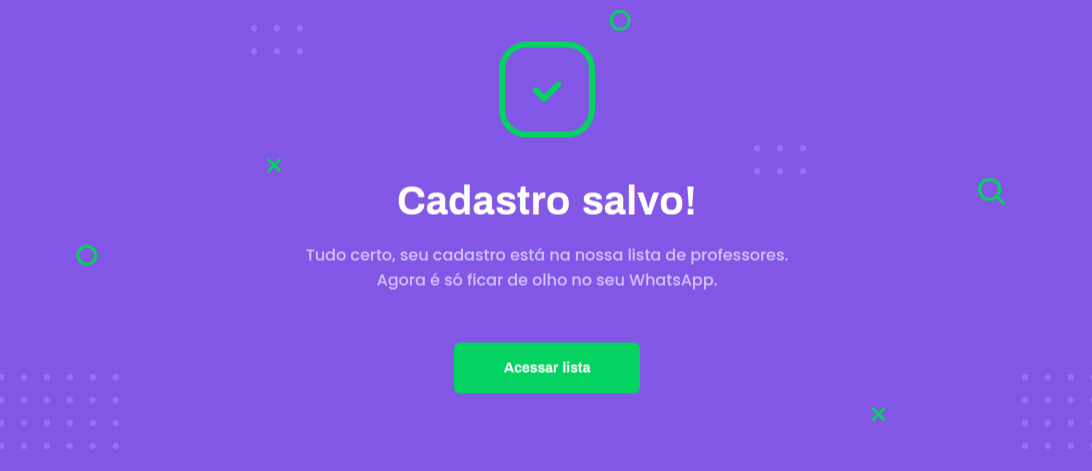 Cadastro salvo!
Tudo certo, seu cadastro está na nossa lista de professores.
Agora é só ficar de olho no seu WhatsApp.
Acessar lista